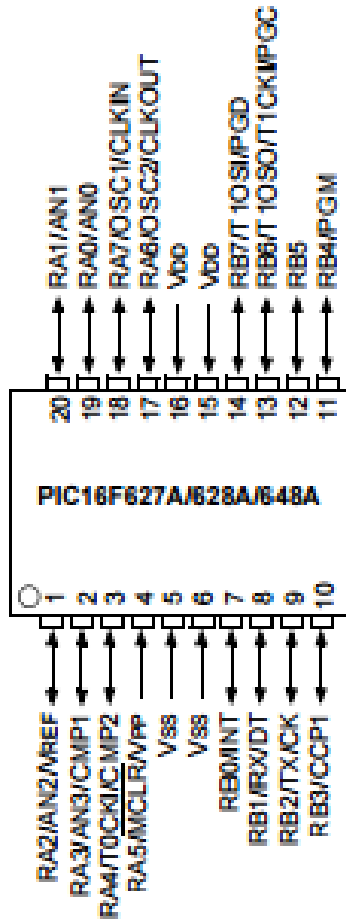 RA1/AN1
RA0/AN0
RA7/OSC1/CLKIN
RA6/OSC2/CLKOUT
VDD
VDD
RB7/T1OSI/PGD
RB6/T1OSO/T1CKI/PGC
RB5
RB4/PGM
20
19
18
17
16
15
14
13
12
11
PIC16F627A/628A/648A
1
2
3
4
5
6
7
8
9
10
RA2/AN2/VREF
RA3/AN3/CMP1
RA4/T0CKI/CMP2
RA5/MCLR/VPP
VSS
VSS
RB0/INT
RB1/RX/DT
RB2/TX/CK
RB3/CCP1